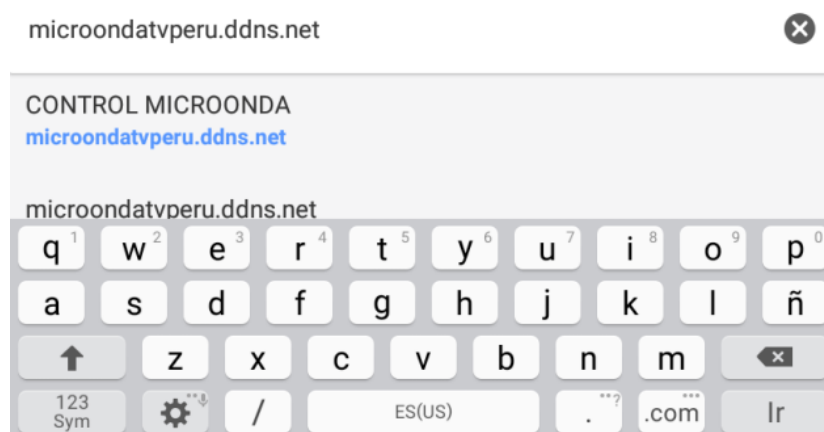 microondatvperu.ddns.net
CONTROL MICROONDA
microondatvperu.ddns.net
microondatvperu.ddns.net
q 1 w 2 e 3 r 4 t 5 y 6 u 7 i 8 o 9 p 0
a s d f g h j k l ñ
z x c v b n m
123 Sym / ES(US) . ? .com Ir